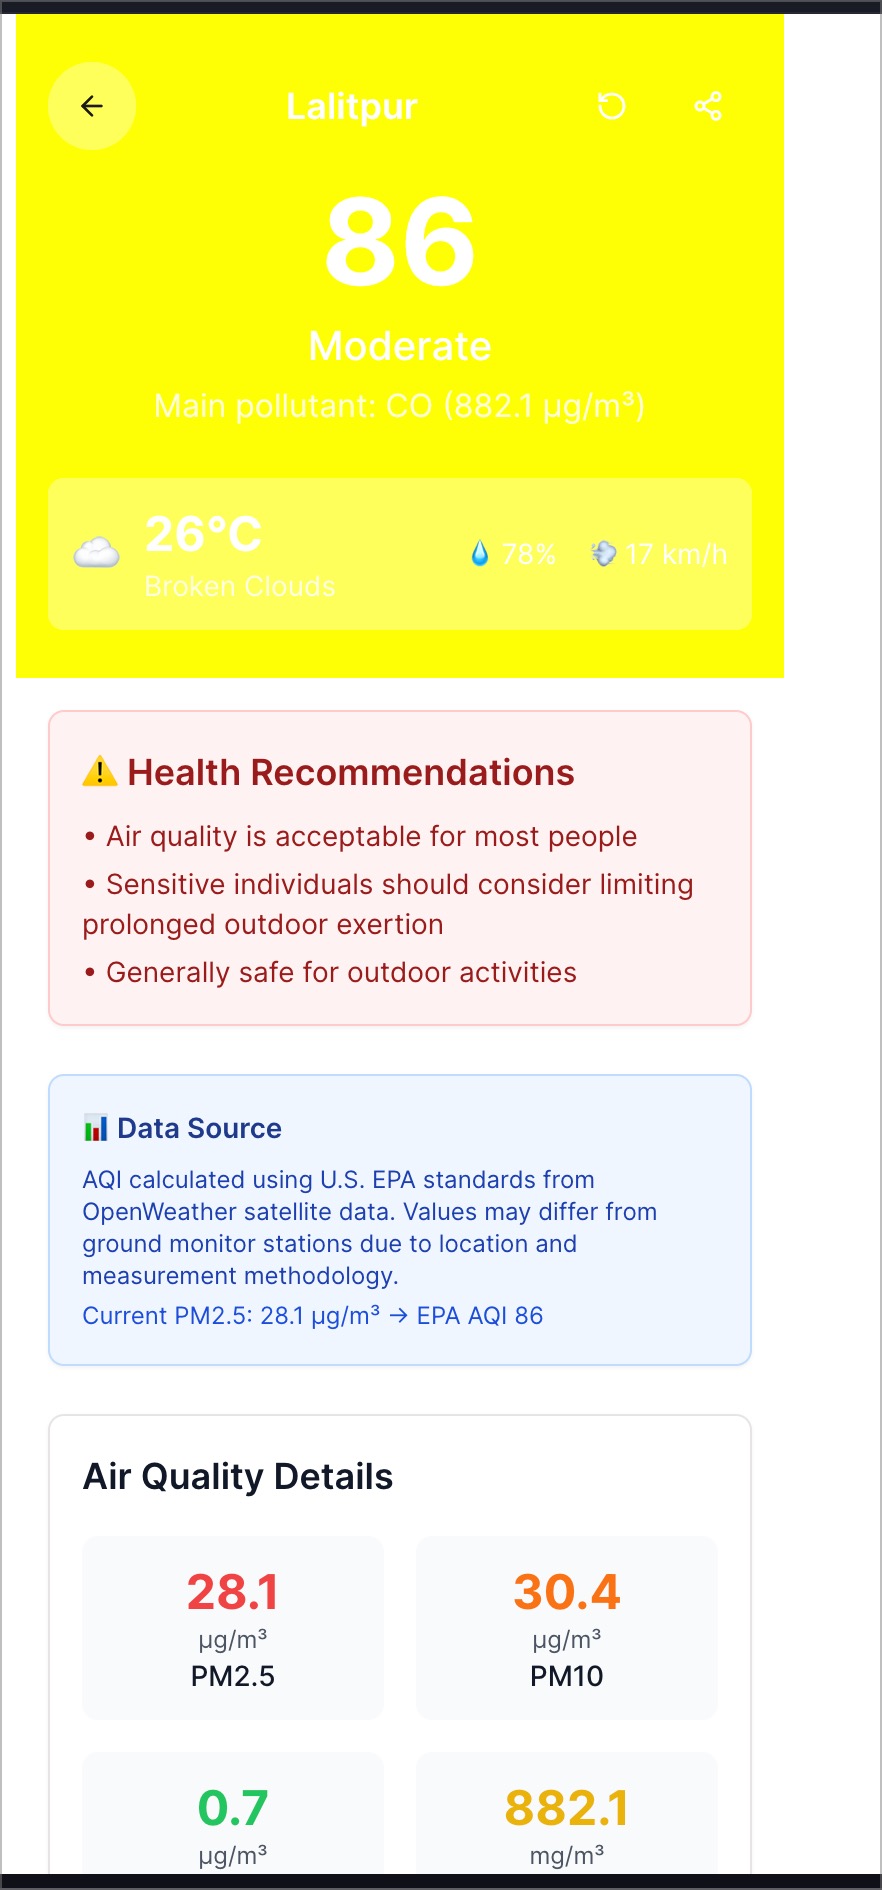 Lalitpur
86
Moderate
Main pollutant: CO (882.1 µg/m³)
26°C
Broken Clouds
💧 78% 💨 17 km/h
⚠️ Health Recommendations
• Air quality is acceptable for most people
• Sensitive individuals should consider limiting
prolonged outdoor exertion
• Generally safe for outdoor activities
📊 Data Source
AQI calculated using U.S. EPA standards from
OpenWeather satellite data. Values may differ from
ground monitor stations due to location and
measurement methodology.
Current PM2.5: 28.1 µg/m³ → EPA AQI 86
Air Quality Details
28.1
µg/m³
PM2.5
30.4
µg/m³
PM10
0.7
µg/m³
882.1
mg/m³